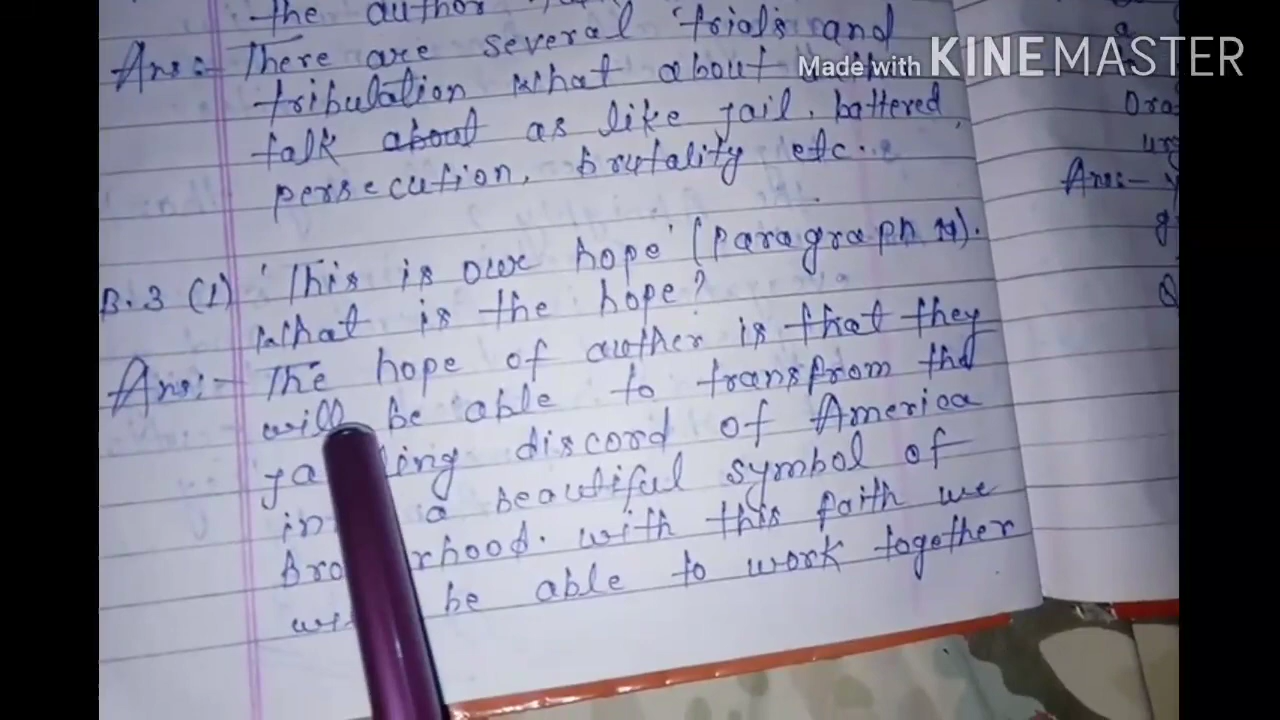 the author
Ans:- There are several trials and
tribulation what about
talk about as like jail, battered,
persecution, brutality etc.
B.3 (1) 'This is our hope' (Paragraph 19).
What is the hope?
Ans:- The hope of auther is that they
will be able to transfrom the
discord of America
a beautiful symbol of
with this faith we
be able to work together
Made with KINEMASTER
Ans:-
Q